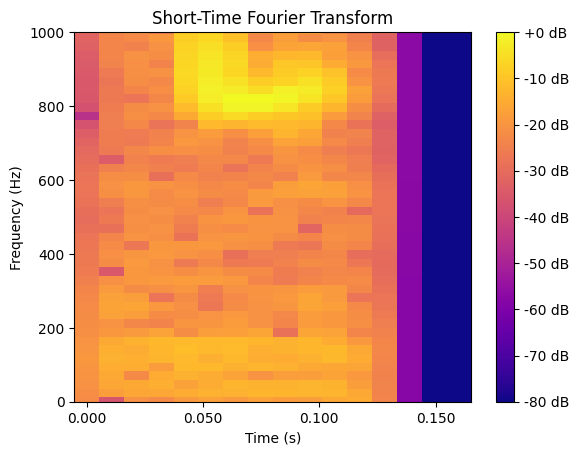 Short-Time Fourier Transform
1000
800
600
400
200
0
Frequency (Hz)
0.000
0.050
0.100
0.150
Time (s)
+0 dB
-10 dB
-20 dB
-30 dB
-40 dB
-50 dB
-60 dB
-70 dB
-80 dB